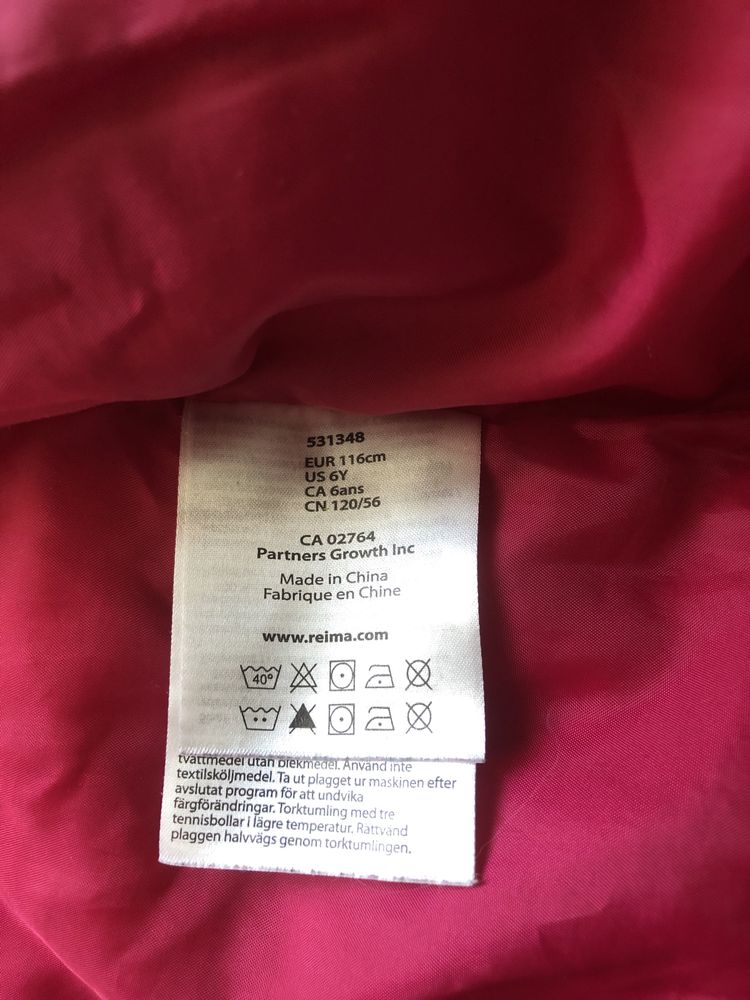 531348
EUR 116cm
US 6Y
CA 6ans
CN 120/56
CA 02764
Partners Growth Inc
Made in China
Fabrique en Chine
www.reima.com
40°
tvättmedel utan blekmedel. Använd inte
textilsköljmedel. Ta ut plagget ur maskinen efter
avslutat program för att undvika
färgförändringar. Torktumling med tre
tennisbollar i lägre temperatur. Rättvänd
plaggen halvvägs genom torktumlingen.